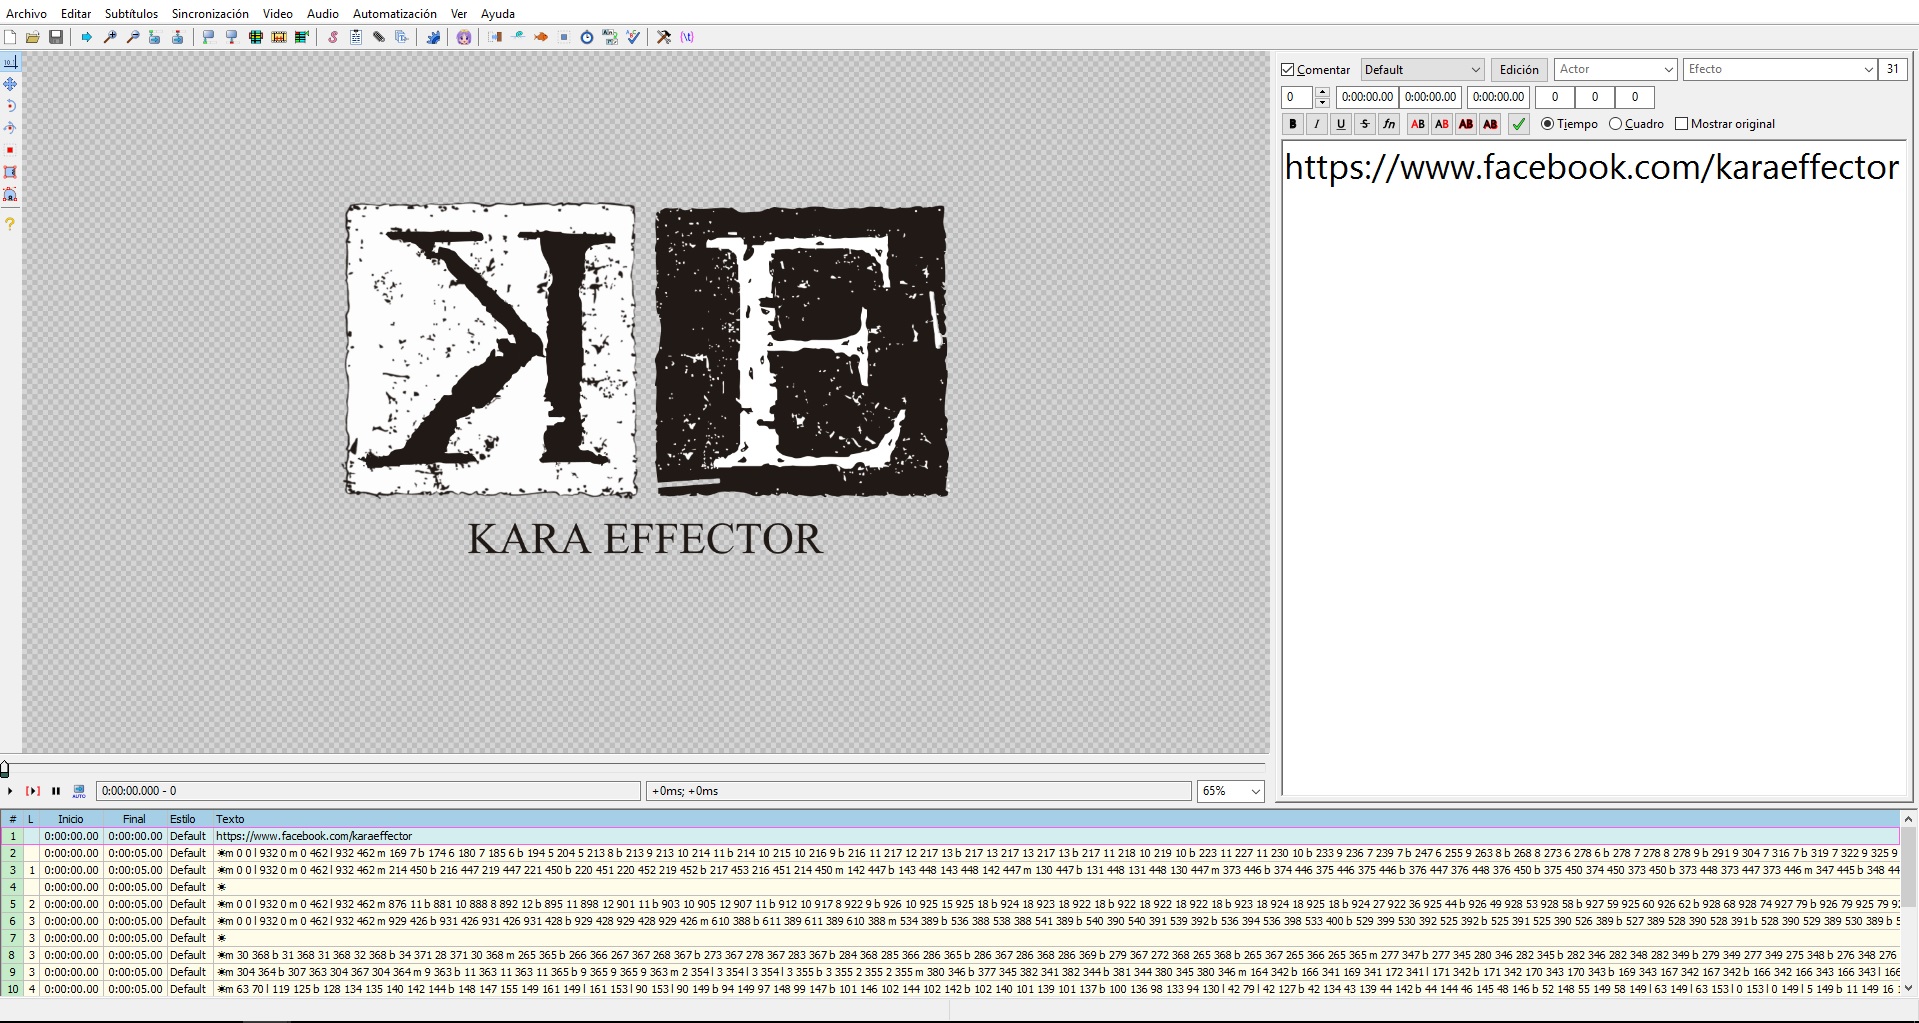 Archivo Editar Subtítulos Sincronización Video Audio Automatización Ver Ayuda
Comentar Default Edición Actor Efecto 31
0 0:00:00.00 0:00:00.00 0:00:00.00 0 0 0
B I U S fn AB AB AB AB Tiempo Cuadro Mostrar original
https://www.facebook.com/karaeffector
K E
KARA EFFECTOR
0:00:00.000 - 0 +0ms; +0ms 65%
# L Inicio Final Estilo Texto
1 0:00:00.00 0:00:00.00 Default https://www.facebook.com/karaeffector
2 0:00:00.00 0:00:05.00 Default ☀m 0 0 l 932 0 m 0 462 l 932 462 m 169 7 b 174 6 180 7 185 6 b 194 5 204 5 213 8 b 213 9 213 10 214 11 b 214 10 215 10 216 9 b 216 11 217 12 217 13 b 217 13 217 13 217 13 b 217 11 218 10 219 10 b 223 11 227 11 230 10 b 233 9 236 7 239 7 b 247 6 255 9 263 8 b 268 8 273 6 278 6 b 278 7 278 8 278 9 b 291 9 304 7 316 7 b 319 7 322 9 325 9
3 1 0:00:00.00 0:00:05.00 Default ☀m 0 0 l 932 0 m 0 462 l 932 462 m 214 450 b 216 447 219 447 221 450 b 220 451 220 452 219 452 b 217 453 216 451 214 450 m 142 447 b 143 448 143 448 142 447 m 130 447 b 131 448 131 448 130 447 m 373 446 b 374 446 375 446 376 447 b 376 447 376 448 376 450 b 375 450 374 450 373 450 b 373 448 373 447 373 446 m 347 445 b 348 44
4 0:00:00.00 0:00:05.00 Default ☀
5 2 0:00:00.00 0:00:05.00 Default ☀m 0 0 l 932 0 m 0 462 l 932 462 m 876 11 b 881 10 888 8 892 12 b 895 11 898 12 901 11 b 903 10 905 12 907 11 b 912 10 917 8 922 9 b 926 10 925 15 925 18 b 924 18 923 18 922 18 b 922 18 922 18 922 18 b 923 18 924 18 925 18 b 924 27 922 36 925 44 b 926 49 928 53 928 58 b 927 59 925 60 926 62 b 928 68 928 74 927 79 b 926 79 925 79 92
6 3 0:00:00.00 0:00:05.00 Default ☀m 0 0 l 932 0 m 0 462 l 932 462 m 929 426 b 931 426 931 426 931 428 b 929 428 929 428 929 426 m 610 388 b 611 389 611 389 610 388 m 534 389 b 536 388 538 388 541 389 b 540 390 540 391 539 392 b 536 394 536 398 533 400 b 529 399 530 392 525 392 b 525 391 525 390 526 389 b 527 389 528 390 528 391 b 528 390 529 389 530 389 b 5
7 3 0:00:00.00 0:00:05.00 Default ☀
8 3 0:00:00.00 0:00:05.00 Default ☀m 30 368 b 31 368 31 368 32 368 b 34 371 28 371 30 368 m 265 365 b 266 366 267 367 268 367 b 273 367 278 367 283 367 b 284 368 285 366 286 365 b 286 367 286 368 286 369 b 279 367 272 368 265 368 b 265 367 265 366 265 365 m 277 347 b 277 345 280 346 282 345 b 282 346 282 348 282 349 b 280 349 277 349 275 348 b 276 348 276
9 3 0:00:00.00 0:00:05.00 Default ☀m 304 364 b 307 363 304 367 304 364 m 9 363 b 11 363 11 363 11 365 b 9 365 9 365 9 363 m 2 354 l 3 354 l 3 354 l 3 355 b 3 355 2 355 2 355 m 380 346 b 377 345 382 341 382 344 b 381 344 380 345 380 346 m 164 342 b 166 341 169 341 172 341 l 171 342 b 171 342 170 343 170 343 b 169 343 167 342 167 342 b 166 342 166 343 166 343 l 166
10 4 0:00:00.00 0:00:05.00 Default ☀m 63 70 l 119 125 b 128 134 135 140 142 144 b 148 147 155 149 161 149 l 161 153 l 90 153 l 90 149 b 94 149 97 148 99 147 b 101 146 102 144 102 142 b 102 140 101 139 101 137 b 100 136 98 133 94 130 l 42 79 l 42 127 b 42 134 43 139 44 142 b 44 144 46 145 48 146 b 52 148 55 149 58 149 l 63 149 l 63 153 l 0 153 l 0 149 l 5 149 b 11 149 16